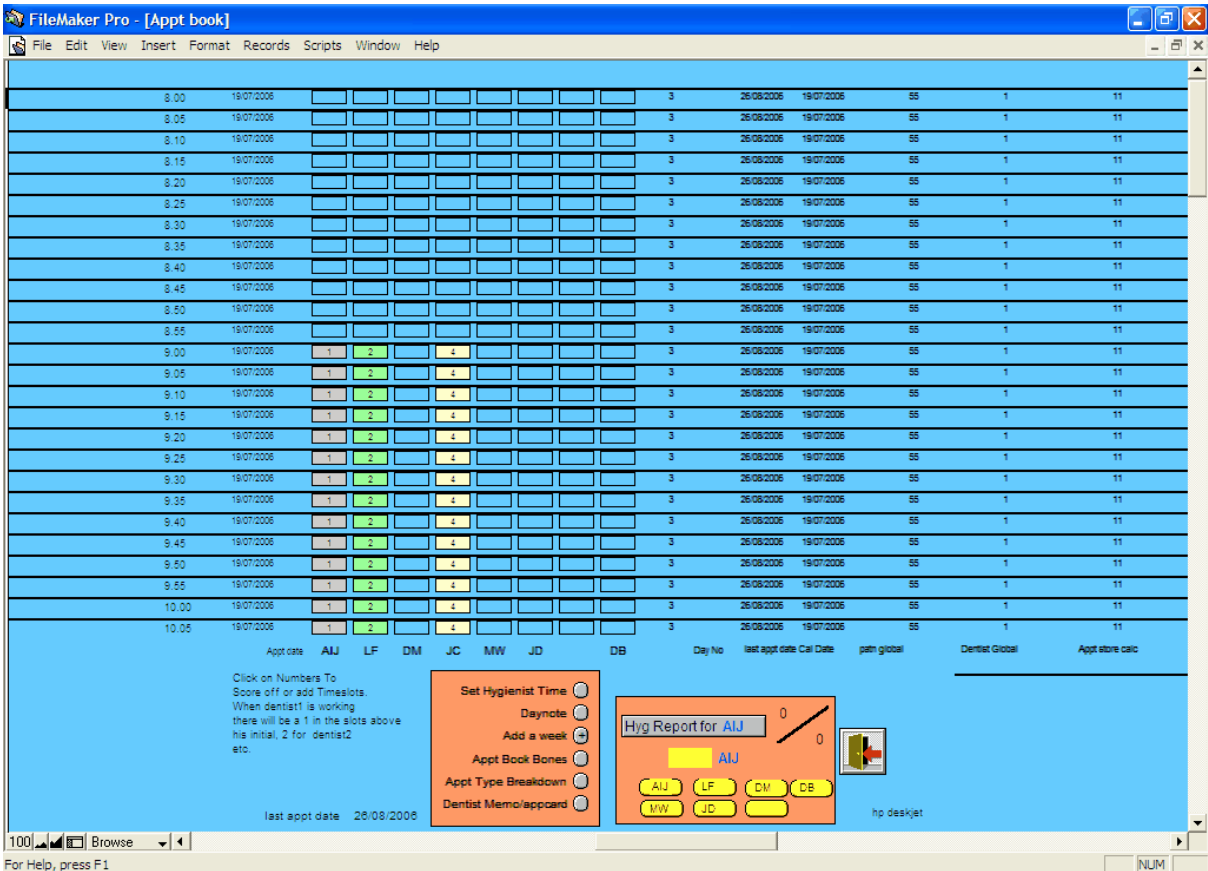 FileMaker Pro - [Appt book]
File Edit View Insert Format Records Scripts Window Help
8.00 19/07/2006 3 26/08/2006 19/07/2006 55 1 11
8.05 19/07/2006 3 26/08/2006 19/07/2006 55 1 11
8.10 19/07/2006 3 26/08/2006 19/07/2006 55 1 11
8.15 19/07/2006 3 26/08/2006 19/07/2006 55 1 11
8.20 19/07/2006 3 26/08/2006 19/07/2006 55 1 11
8.25 19/07/2006 3 26/08/2006 19/07/2006 55 1 11
8.30 19/07/2006 3 26/08/2006 19/07/2006 55 1 11
8.35 19/07/2006 3 26/08/2006 19/07/2006 55 1 11
8.40 19/07/2006 3 26/08/2006 19/07/2006 55 1 11
8.45 19/07/2006 3 26/08/2006 19/07/2006 55 1 11
8.50 19/07/2006 3 26/08/2006 19/07/2006 55 1 11
8.55 19/07/2006 3 26/08/2006 19/07/2006 55 1 11
9.00 19/07/2006 1 2 4 3 26/08/2006 19/07/2006 55 1 11
9.05 19/07/2006 1 2 4 3 26/08/2006 19/07/2006 55 1 11
9.10 19/07/2006 1 2 4 3 26/08/2006 19/07/2006 55 1 11
9.15 19/07/2006 1 2 4 3 26/08/2006 19/07/2006 55 1 11
9.20 19/07/2006 1 2 4 3 26/08/2006 19/07/2006 55 1 11
9.25 19/07/2006 1 2 4 3 26/08/2006 19/07/2006 55 1 11
9.30 19/07/2006 1 2 4 3 26/08/2006 19/07/2006 55 1 11
9.35 19/07/2006 1 2 4 3 26/08/2006 19/07/2006 55 1 11
9.40 19/07/2006 1 2 4 3 26/08/2006 19/07/2006 55 1 11
9.45 19/07/2006 1 2 4 3 26/08/2006 19/07/2006 55 1 11
9.50 19/07/2006 1 2 4 3 26/08/2006 19/07/2006 55 1 11
9.55 19/07/2006 1 2 4 3 26/08/2006 19/07/2006 55 1 11
10.00 19/07/2006 1 2 4 3 26/08/2006 19/07/2006 55 1 11
10.05 19/07/2006 1 2 4 3 26/08/2006 19/07/2006 55 1 11
Appt date AIJ LF DM JC MW JD DB Day No last appt date Cal Date patn global Dentist Global Appt store calc
Click on Numbers To
Score off or add Timeslots.
When dentist1 is working
there will be a 1 in the slots above
his initial, 2 for dentist2
etc.
last appt date 26/08/2006
Set Hygienist Time
Daynote
Add a week
Appt Book Bones
Appt Type Breakdown
Dentist Memo/appcard
Hyg Report for AIJ 0
0
AIJ
AIJ LF DM DB
MW JD
hp deskjet
100 Browse
For Help, press F1 NUM